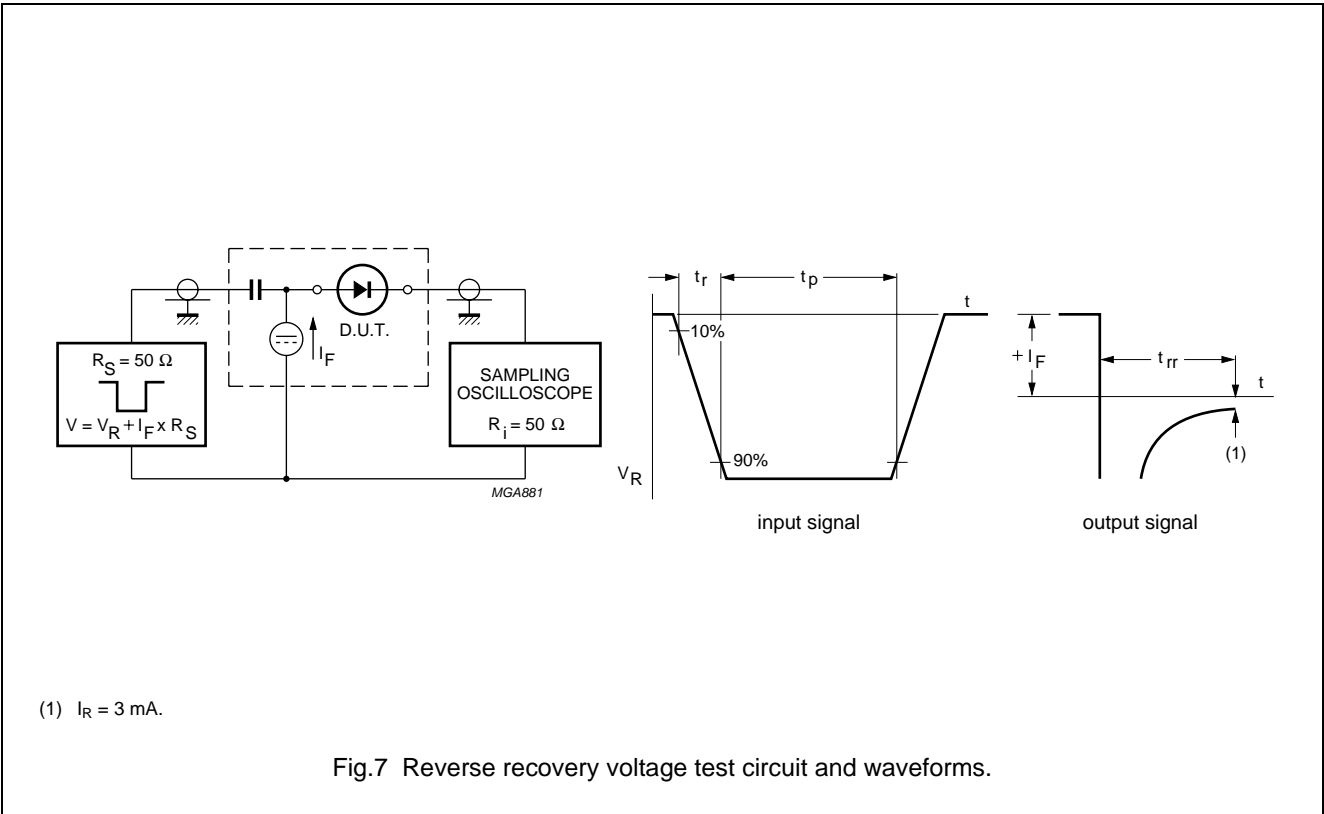 R_S = 50 Ω
V = V_R + I_F x R_S
I_F
D.U.T.
SAMPLING
OSCILLOSCOPE
R_i = 50 Ω
MGA881
t_r
t_p
t
10%
90%
V_R
input signal
+ I_F
t_rr
t
(1)
output signal
(1) I_R = 3 mA.
Fig.7 Reverse recovery voltage test circuit and waveforms.